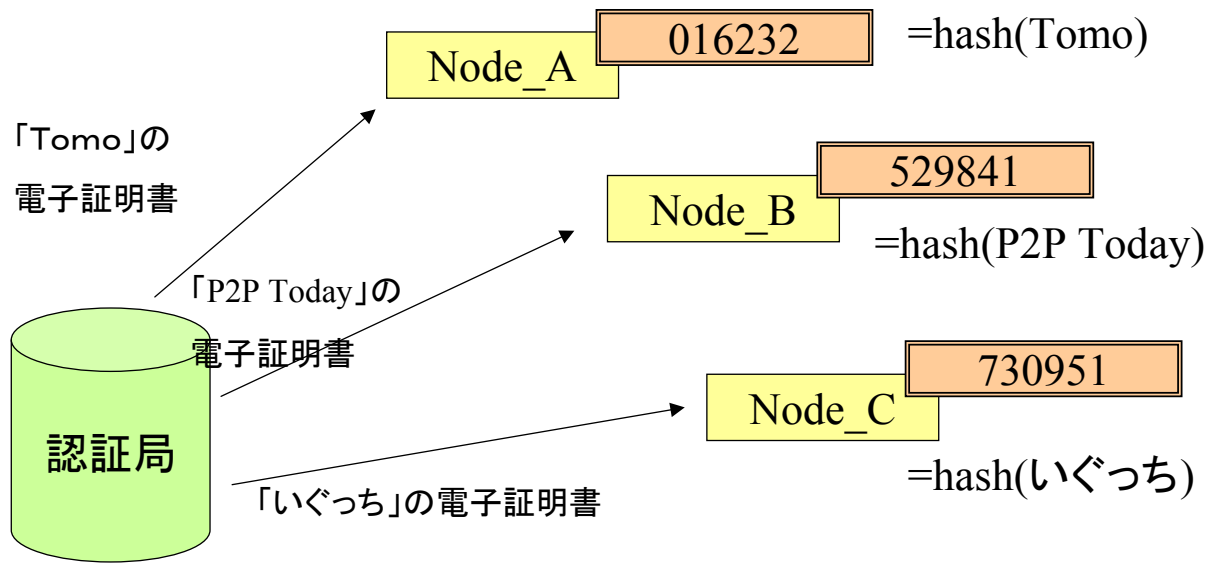 016232
=hash(Tomo)
Node_A
「Tomo」の
電子証明書
529841
Node_B
=hash(P2P Today)
「P2P Today」の
電子証明書
730951
Node_C
認証局
=hash(いぐっち)
「いぐっち」の電子証明書